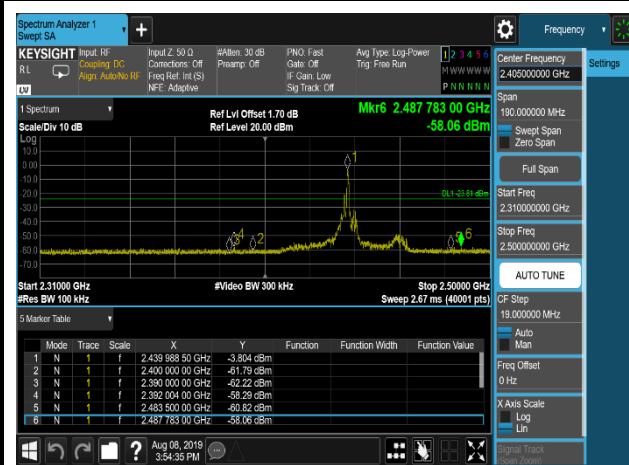 Spectrum Analyzer 1
Swept SA
Frequency
KEYSIGHT Input: RF Input Z: 50 Ω #Atten: 30 dB PNO: Fast Avg Type: Log-Power 1 2 3 4 5 6
RL Coupling: DC Corrections: Off Preamp: Off Gate: Off Trig: Free Run M W W W W W
Align: Auto/No RF Freq Ref: Int (S) IF Gain: Low
NFE: Adaptive Sig Track: Off P N N N N N
Center Frequency
2.405000000 GHz
Settings
Span
190.000000 MHz
Swept Span
Zero Span
Full Span
Start Freq
2.310000000 GHz
Stop Freq
2.500000000 GHz
AUTO TUNE
CF Step
19.000000 MHz
Auto
Man
Freq Offset
0 Hz
X Axis Scale
Log
Lin
Signal Track
(Span Zoom)
1 Spectrum
Scale/Div 10 dB
Ref Lvl Offset 1.70 dB
Ref Level 20.00 dBm
Mkr6 2.487 783 00 GHz
-58.06 dBm
Log
10.0
0.00
-10.0
-20.0
-30.0
-40.0
-50.0
-60.0
-70.0
1
DL1 -23.81 dBm
4
2
6
Start 2.31000 GHz #Video BW 300 kHz Stop 2.50000 GHz
#Res BW 100 kHz Sweep 2.67 ms (40001 pts)
5 Marker Table
Mode Trace Scale X Y Function Function Width Function Value
1 N 1 f 2.439 988 50 GHz -3.804 dBm
2 N 1 f 2.400 000 00 GHz -61.79 dBm
3 N 1 f 2.390 000 00 GHz -62.22 dBm
4 N 1 f 2.392 004 00 GHz -58.29 dBm
5 N 1 f 2.483 500 00 GHz -60.82 dBm
6 N 1 f 2.487 783 00 GHz -58.06 dBm
Aug 08, 2019
3:54:35 PM